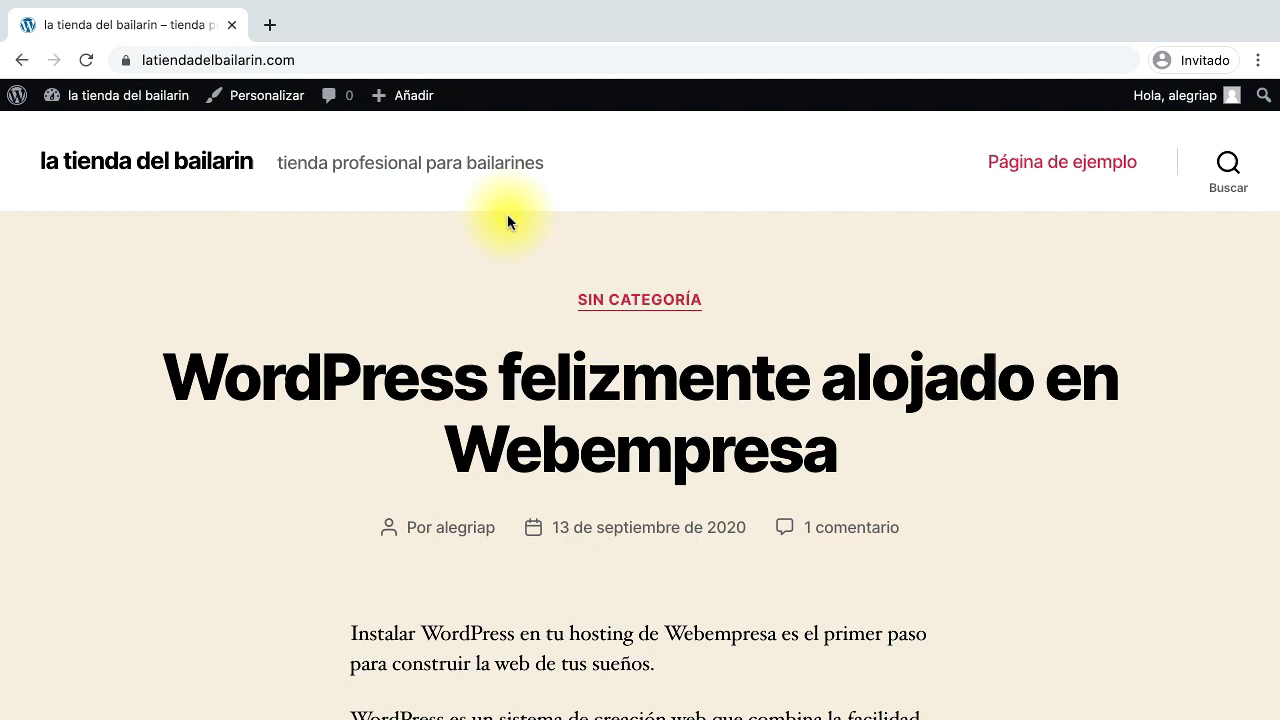 la tienda del bailarin – tienda p
latiendadelbailarin.com
Invitado
la tienda del bailarin
Personalizar
0
Añadir
Hola, alegriap
la tienda del bailarin
tienda profesional para bailarines
Página de ejemplo
Buscar
SIN CATEGORÍA
WordPress felizmente alojado en
Webempresa
Por alegriap
13 de septiembre de 2020
1 comentario
Instalar WordPress en tu hosting de Webempresa es el primer paso
para construir la web de tus sueños.
WordPress es un sistema de creación web que combina la facilidad